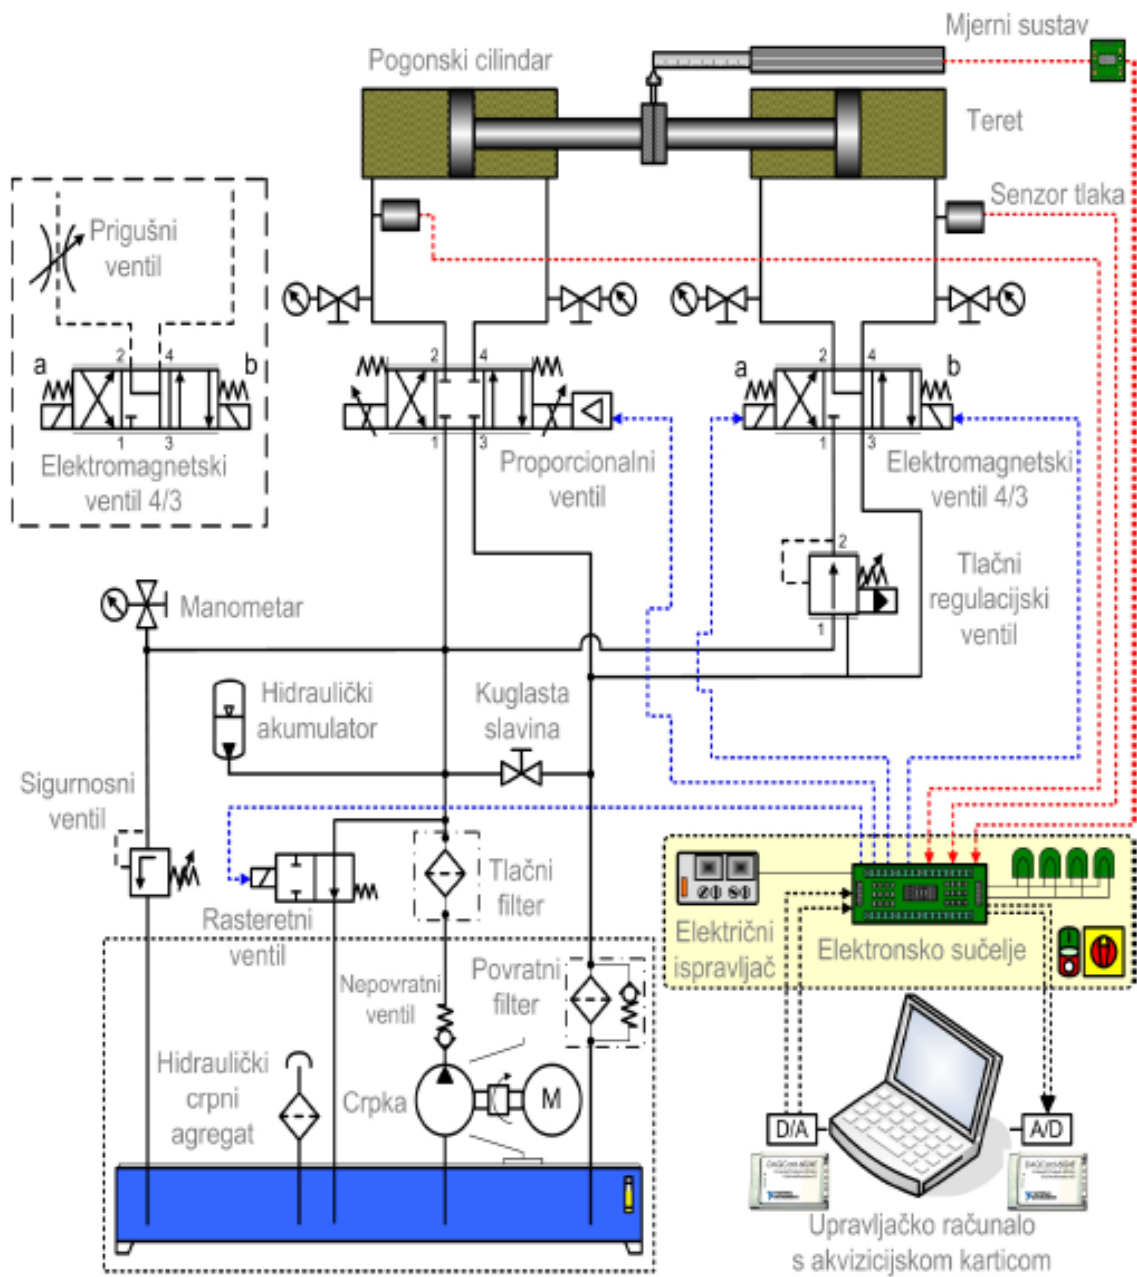 Mjerni sustav
Pogonski cilindar
Teret
Senzor tlaka
Prigušni
ventil
a
2
4
b
1
3
Elektromagnetski
ventil 4/3
2
4
1
3
Proporcionalni
ventil
a
2
4
b
1
3
Elektromagnetski
ventil 4/3
2
1
Tlačni
regulacijski
ventil
Manometar
Hidraulički
akumulator
Kuglasta
slavina
Sigurnosni
ventil
Rasteretni
ventil
Tlačni
filter
Nepovratni
ventil
Povratni
filter
Električni
ispravljač
Elektronsko sučelje
Hidraulički
crpni
agregat
Crpka
M
D/A
A/D
Upravljačko računalo
s akvizicijskom karticom